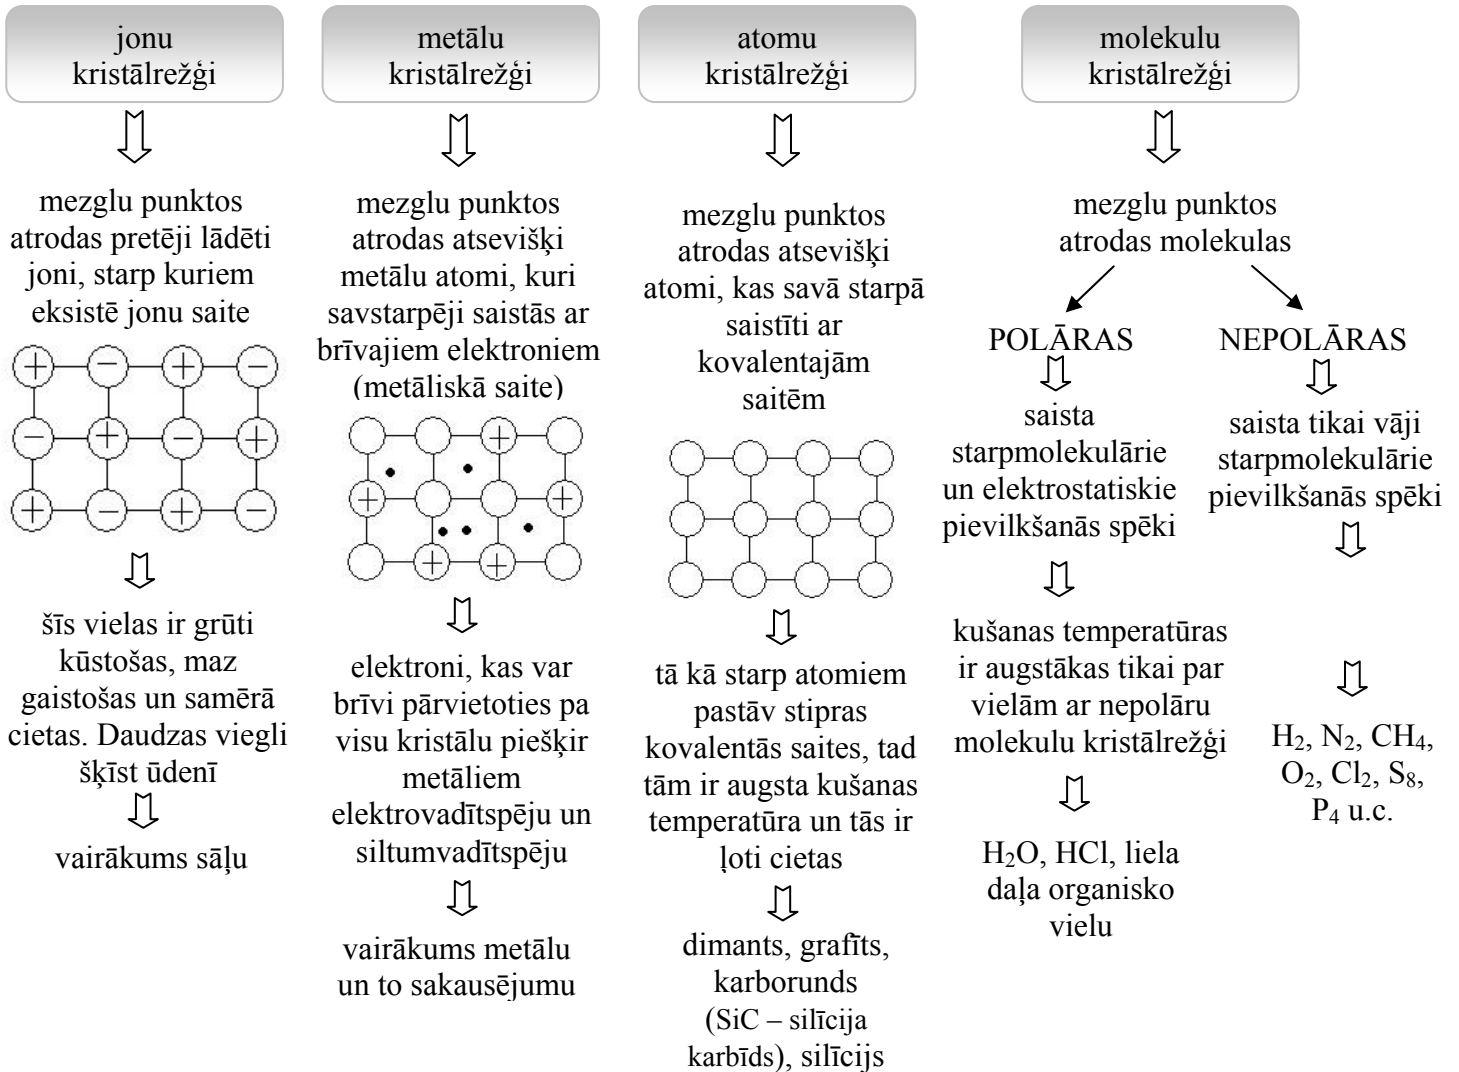 jonu
kristālrežģi
mezglu punktos
atrodas pretēji lādēti
joni, starp kuriem
eksistē jonu saite
+ − + −
− + − +
+ − + −
šīs vielas ir grūti
kūstošas, maz
gaistošas un samērā
cietas. Daudzas viegli
šķīst ūdenī
vairākums sāļu
metālu
kristālrežģi
mezglu punktos
atrodas atsevišķi
metālu atomi, kuri
savstarpēji saistās ar
brīvajiem elektroniem
(metāliskā saite)
+
+ +
+ +
elektroni, kas var
brīvi pārvietoties pa
visu kristālu piešķir
metāliem
elektrovadītspēju un
siltumvadītspēju
vairākums metālu
un to sakausējumu
atomu
kristālrežģi
mezglu punktos
atrodas atsevišķi
atomi, kas savā starpā
saistīti ar
kovalentajām
saitēm
tā kā starp atomiem
pastāv stipras
kovalentās saites, tad
tām ir augsta kušanas
temperatūra un tās ir
ļoti cietas
dimants, grafīts,
karborunds
(SiC – silīcija
karbīds), silīcijs
molekulu
kristālrežģi
mezglu punktos
atrodas molekulas
POLĀRAS
saista
starpmolekulārie
un elektrostatiskie
pievilkšanās spēki
kušanas temperatūras
ir augstākas tikai par
vielām ar nepolāru
molekulu kristālrežģi
H₂O, HCl, liela
daļa organisko
vielu
NEPOLĀRAS
saista tikai vāji
starpmolekulārie
pievilkšanās spēki
H₂, N₂, CH₄,
O₂, Cl₂, S₈,
P₄ u.c.